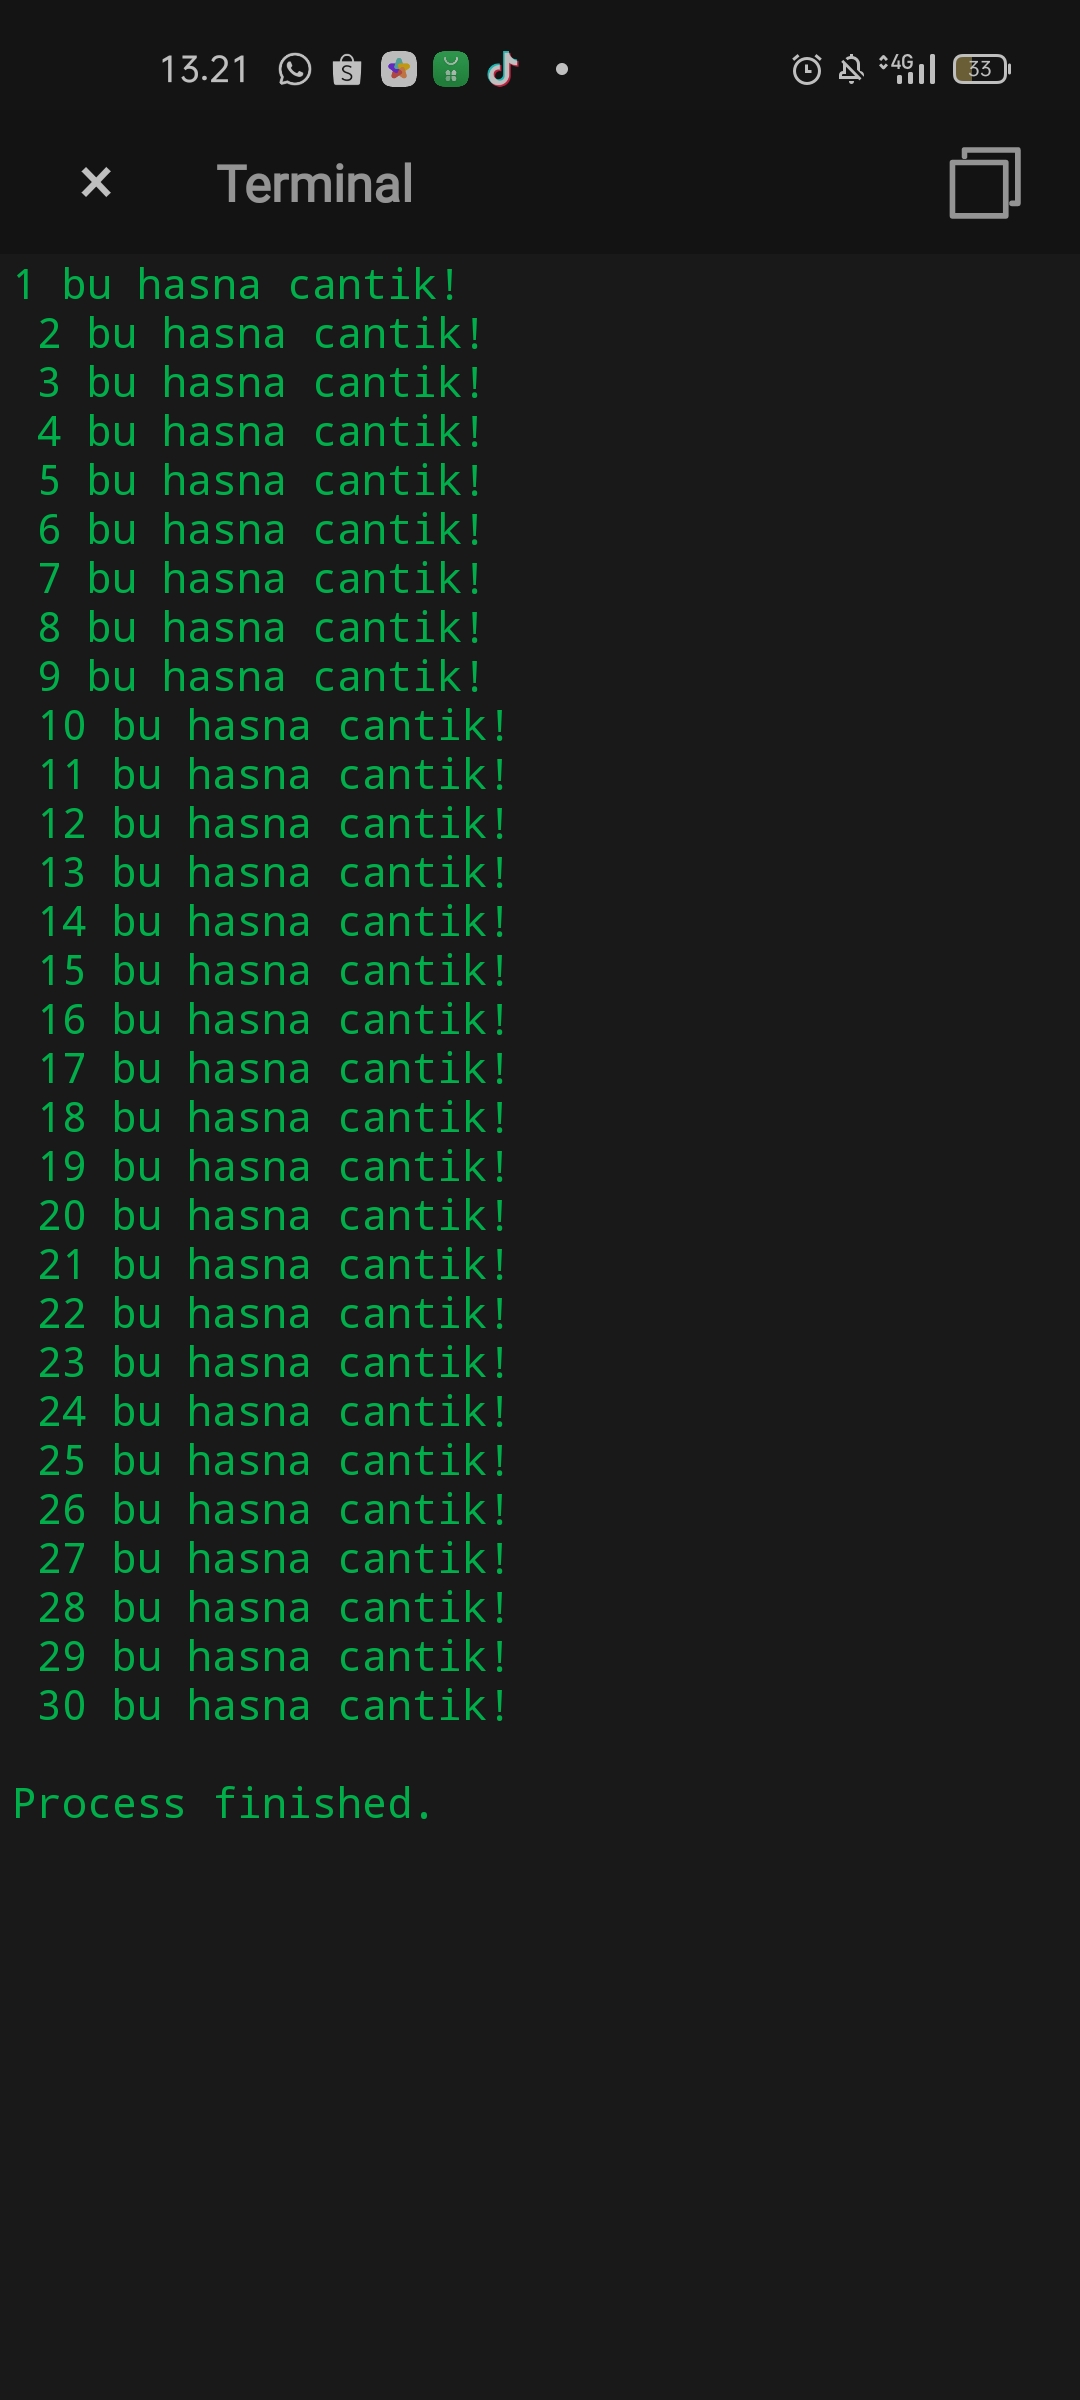 13.21 4G 33
Terminal
1 bu hasna cantik!
2 bu hasna cantik!
3 bu hasna cantik!
4 bu hasna cantik!
5 bu hasna cantik!
6 bu hasna cantik!
7 bu hasna cantik!
8 bu hasna cantik!
9 bu hasna cantik!
10 bu hasna cantik!
11 bu hasna cantik!
12 bu hasna cantik!
13 bu hasna cantik!
14 bu hasna cantik!
15 bu hasna cantik!
16 bu hasna cantik!
17 bu hasna cantik!
18 bu hasna cantik!
19 bu hasna cantik!
20 bu hasna cantik!
21 bu hasna cantik!
22 bu hasna cantik!
23 bu hasna cantik!
24 bu hasna cantik!
25 bu hasna cantik!
26 bu hasna cantik!
27 bu hasna cantik!
28 bu hasna cantik!
29 bu hasna cantik!
30 bu hasna cantik!
Process finished.